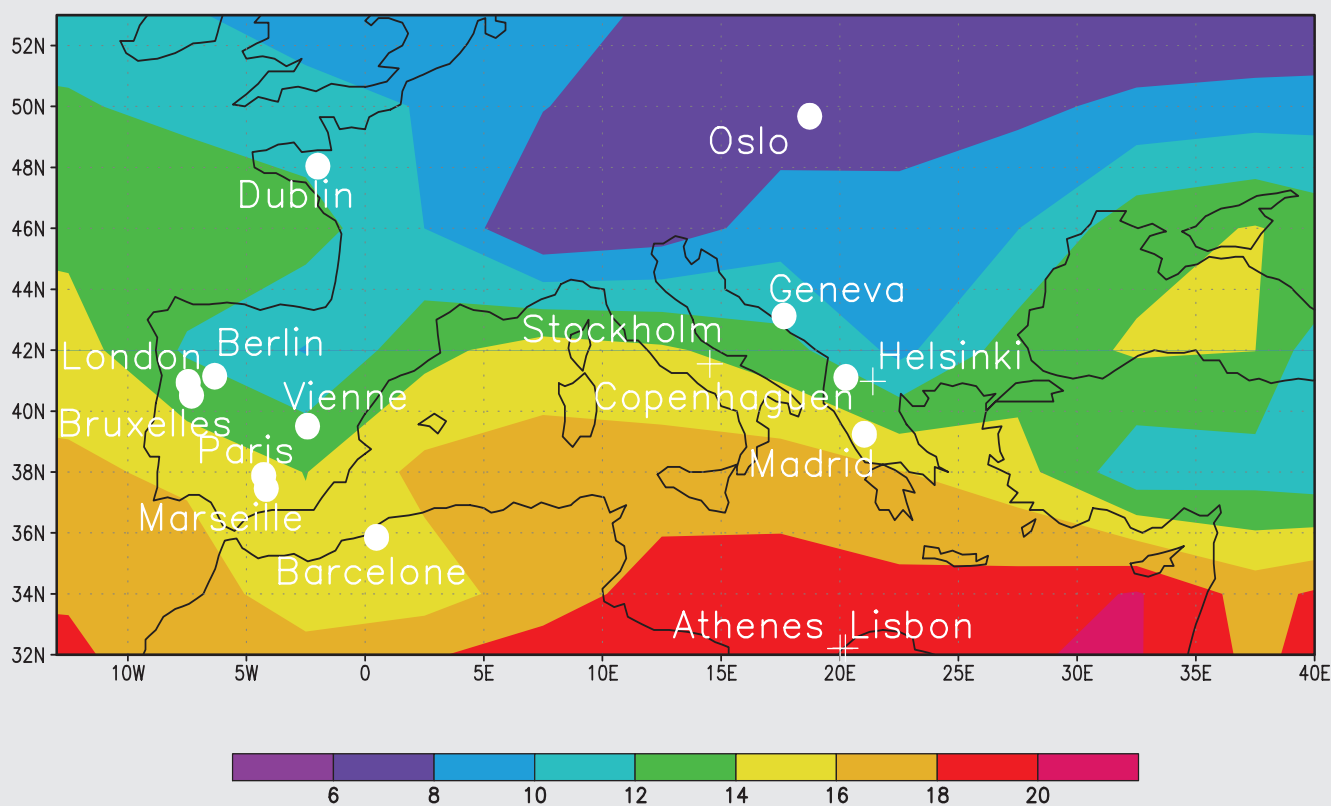 52N
50N
Oslo
48N
Dublin
46N
44N
Geneva
Stockholm
42N
London
Berlin
Helsinki
40N
Vienne
Copenhaguen
Bruxelles
Paris
Madrid
38N
Marseille
36N
Barcelone
34N
Athenes
Lisbon
32N
10W 5W 0 5E 10E 15E 20E 25E 30E 35E 40E
6 8 10 12 14 16 18 20